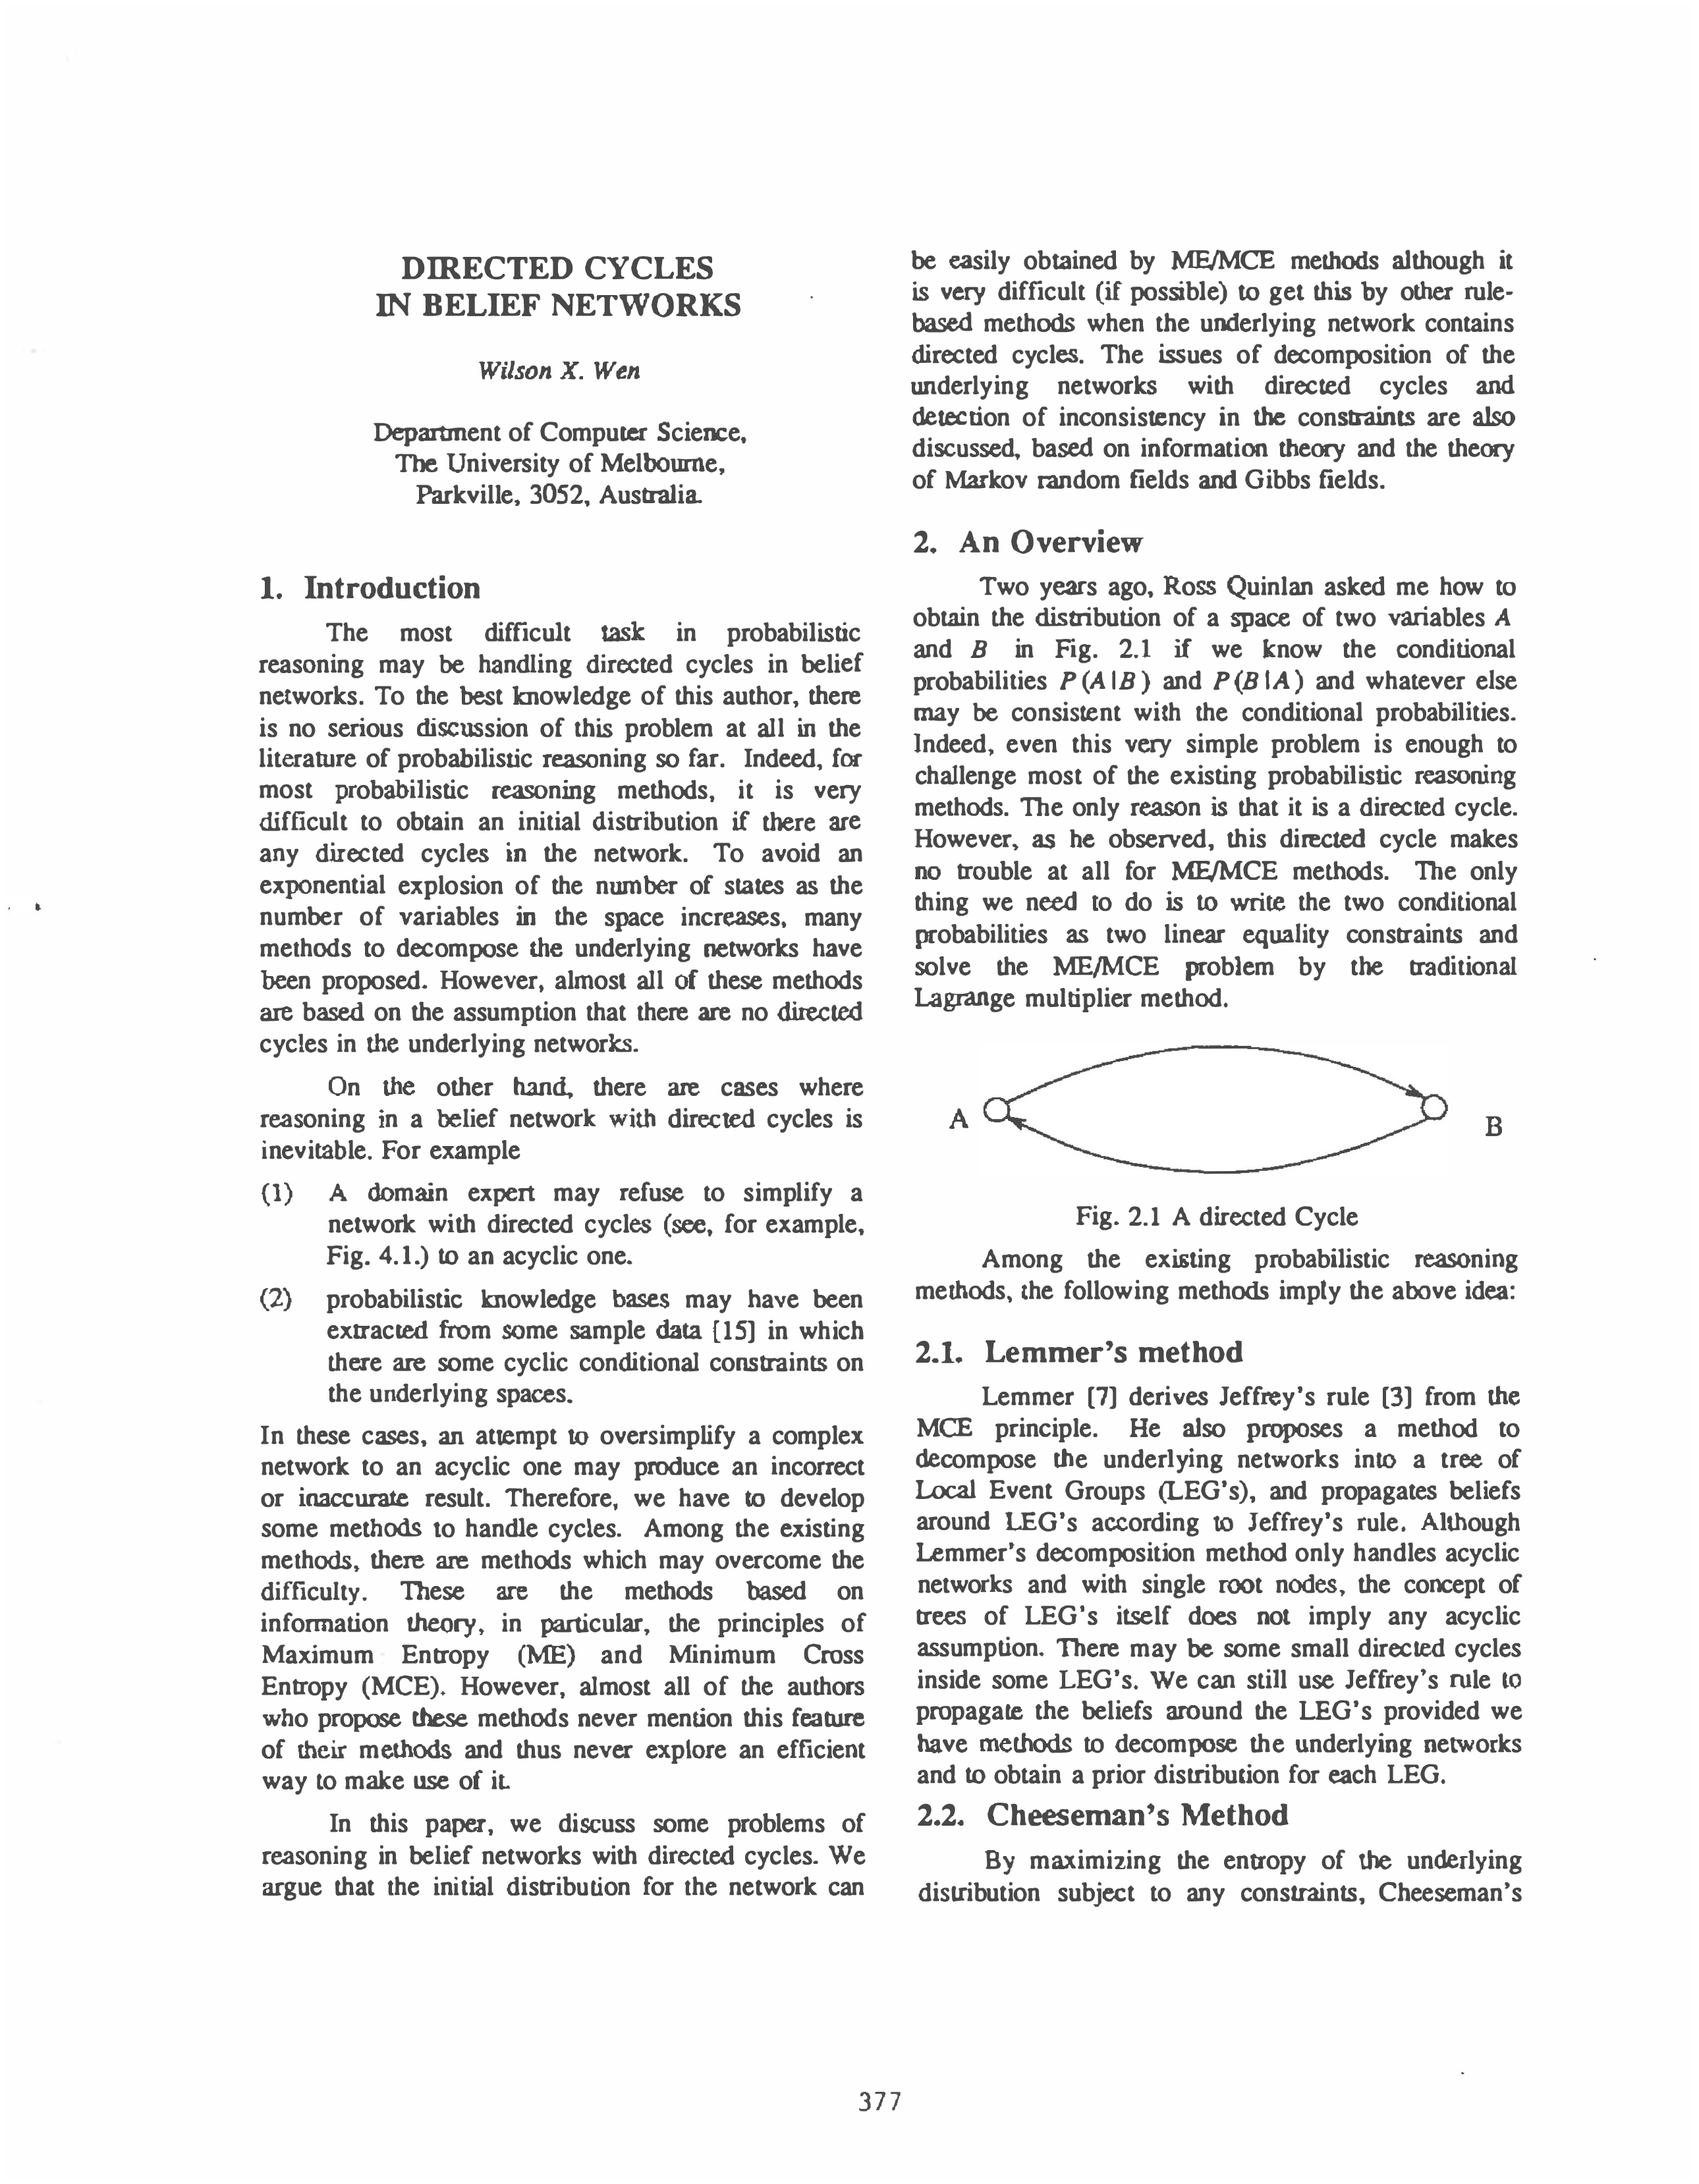 DIRECTED CYCLES
IN BELIEF NETWORKS
Wilson X. Wen
Department of Computer Science,
The University of Melbourne,
Parkville, 3052, Australia.
1. Introduction
The most difficult task in probabilistic
reasoning may be handling directed cycles in belief
networks. To the best knowledge of this author, there
is no serious discussion of this problem at all in the
literature of probabilistic reasoning so far. Indeed, for
most probabilistic reasoning methods, it is very
difficult to obtain an initial distribution if there are
any directed cycles in the network. To avoid an
exponential explosion of the number of states as the
number of variables in the space increases, many
methods to decompose the underlying networks have
been proposed. However, almost all of these methods
are based on the assumption that there are no directed
cycles in the underlying networks.
On the other hand, there are cases where
reasoning in a belief network with directed cycles is
inevitable. For example
(1) A domain expert may refuse to simplify a
network with directed cycles (see, for example,
Fig. 4.1.) to an acyclic one.
(2) probabilistic knowledge bases may have been
extracted from some sample data [15] in which
there are some cyclic conditional constraints on
the underlying spaces.
In these cases, an attempt to oversimplify a complex
network to an acyclic one may produce an incorrect
or inaccurate result. Therefore, we have to develop
some methods to handle cycles. Among the existing
methods, there are methods which may overcome the
difficulty. These are the methods based on
information theory, in particular, the principles of
Maximum Entropy (ME) and Minimum Cross
Entropy (MCE). However, almost all of the authors
who propose these methods never mention this feature
of their methods and thus never explore an efficient
way to make use of it.
In this paper, we discuss some problems of
reasoning in belief networks with directed cycles. We
argue that the initial distribution for the network can
be easily obtained by ME/MCE methods although it
is very difficult (if possible) to get this by other rule-
based methods when the underlying network contains
directed cycles. The issues of decomposition of the
underlying networks with directed cycles and
detection of inconsistency in the constraints are also
discussed, based on information theory and the theory
of Markov random fields and Gibbs fields.
2. An Overview
Two years ago, Ross Quinlan asked me how to
obtain the distribution of a space of two variables A
and B in Fig. 2.1 if we know the conditional
probabilities P(A|B) and P(B|A) and whatever else
may be consistent with the conditional probabilities.
Indeed, even this very simple problem is enough to
challenge most of the existing probabilistic reasoning
methods. The only reason is that it is a directed cycle.
However, as he observed, this directed cycle makes
no trouble at all for ME/MCE methods. The only
thing we need to do is to write the two conditional
probabilities as two linear equality constraints and
solve the ME/MCE problem by the traditional
Lagrange multiplier method.
A B
Fig. 2.1 A directed Cycle
Among the existing probabilistic reasoning
methods, the following methods imply the above idea:
2.1. Lemmer's method
Lemmer [7] derives Jeffrey's rule [3] from the
MCE principle. He also proposes a method to
decompose the underlying networks into a tree of
Local Event Groups (LEG's), and propagates beliefs
around LEG's according to Jeffrey's rule. Although
Lemmer's decomposition method only handles acyclic
networks and with single root nodes, the concept of
trees of LEG's itself does not imply any acyclic
assumption. There may be some small directed cycles
inside some LEG's. We can still use Jeffrey's rule to
propagate the beliefs around the LEG's provided we
have methods to decompose the underlying networks
and to obtain a prior distribution for each LEG.
2.2. Cheeseman's Method
By maximizing the entropy of the underlying
distribution subject to any constraints, Cheeseman's
377